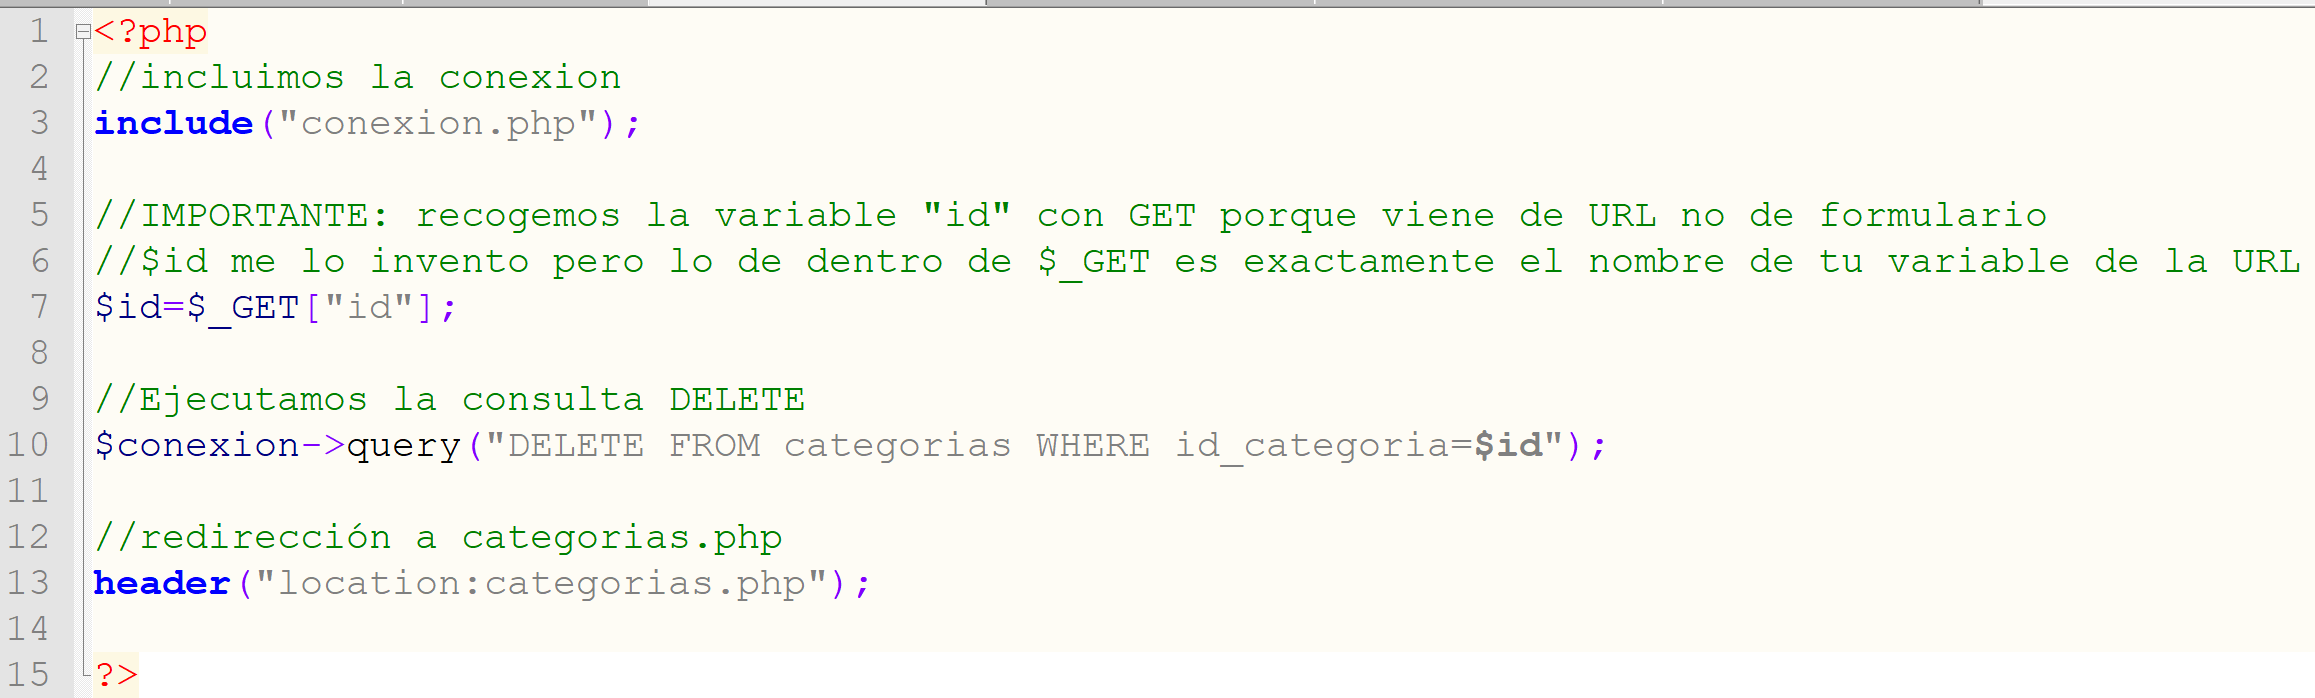 1 <?php
2 //incluimos la conexion
3 include("conexion.php");
4
5 //IMPORTANTE: recogemos la variable "id" con GET porque viene de URL no de formulario
6 //$id me lo invento pero lo de dentro de $_GET es exactamente el nombre de tu variable de la URL
7 $id=$_GET["id"];
8
9 //Ejecutamos la consulta DELETE
10 $conexion->query("DELETE FROM categorias WHERE id_categoria=$id");
11
12 //redirección a categorias.php
13 header("location:categorias.php");
14
15 ?>